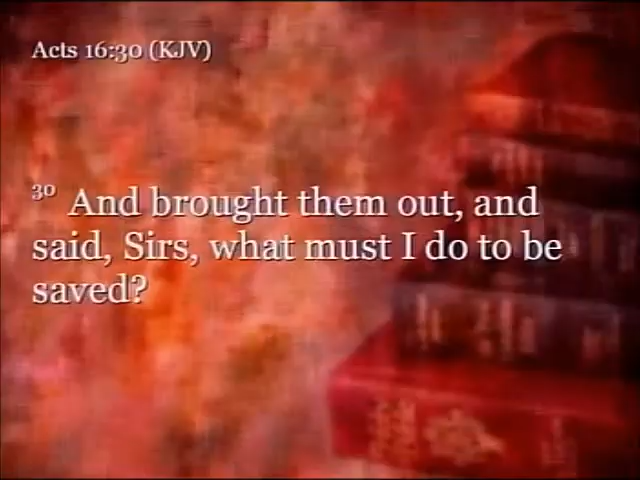 Acts 16:30 (KJV)
30 And brought them out, and
said, Sirs, what must I do to be
saved?